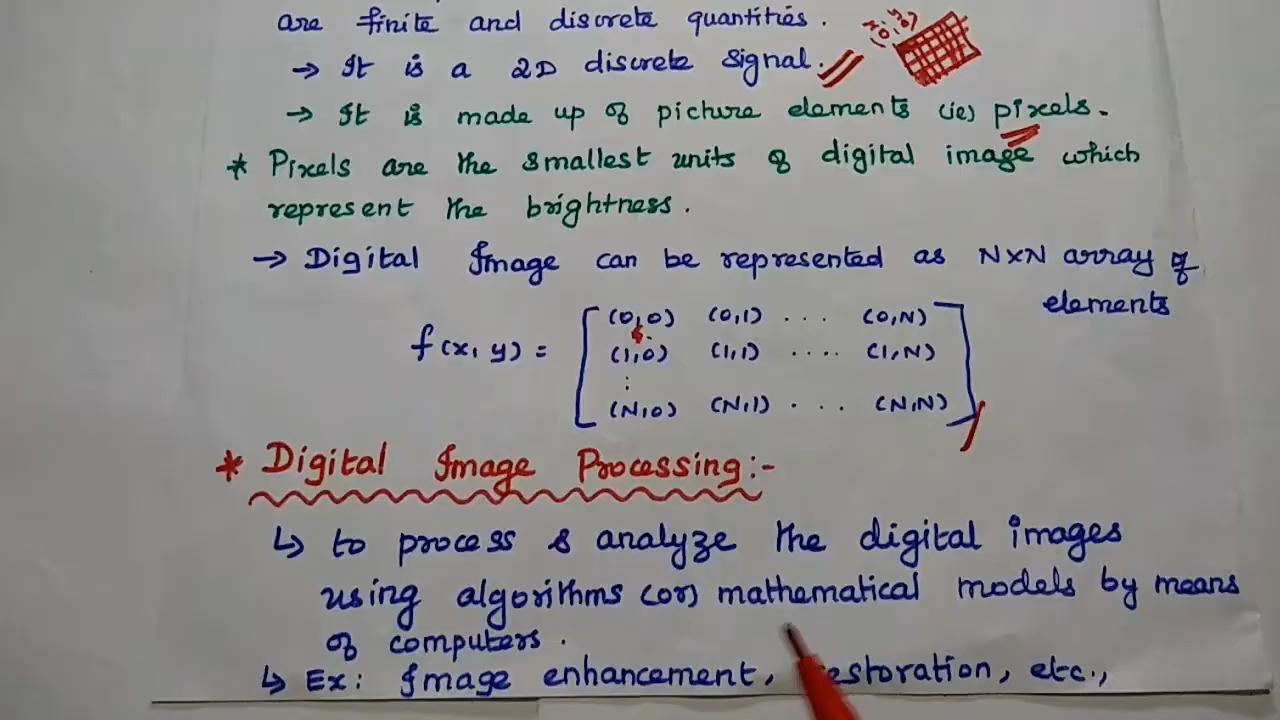 are finite and discrete quantities.
(x,y)
(0,0)
→ It is a 2D discrete signal.
→ It is made up of picture elements (ie) pixels.
* Pixels are the smallest units of digital image which
represent the brightness.
→ Digital Image can be represented as N×N array of
elements
f(x, y) = [ (0,0) (0,1) ... (0,N)
(1,0) (1,1) .... (1,N)
⋮
(N,0) (N,1) . ... (N,N) ]
* Digital Image Processing:-
↳ to process & analyze the digital images
using algorithms (or) mathematical models by means
of computers.
↳ Ex: Image enhancement, restoration, etc.,